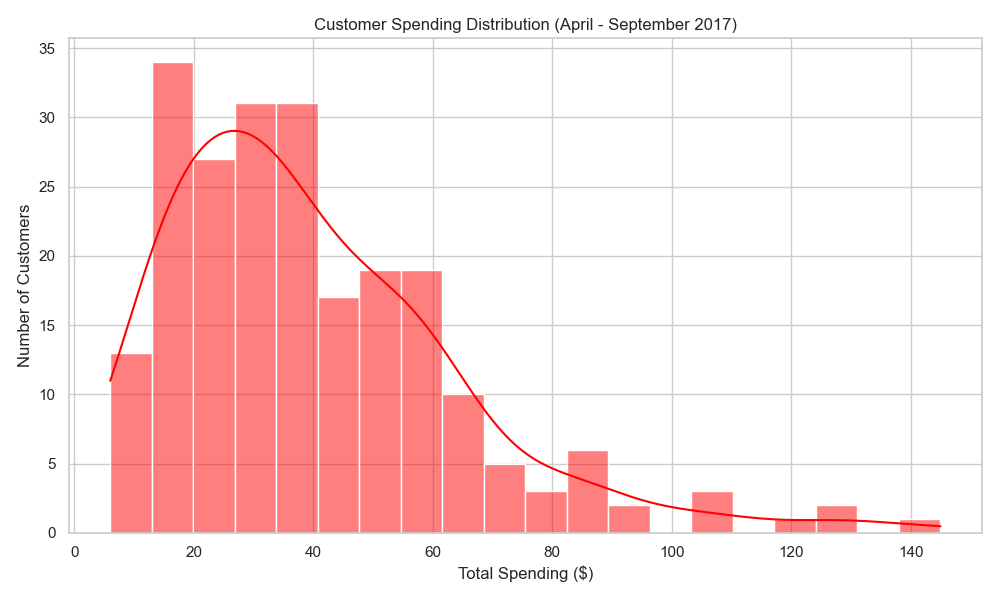 Customer Spending Distribution (April - September 2017)
35
30
25
20
15
10
5
0
Number of Customers
0 20 40 60 80 100 120 140
Total Spending ($)